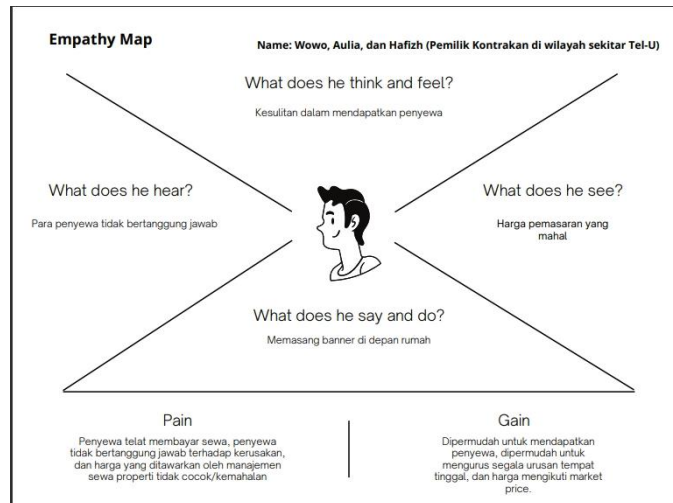 Empathy Map
Name: Wowo, Aulia, dan Hafizh (Pemilik Kontrakan di wilayah sekitar Tel-U)
What does he think and feel?
Kesulitan dalam mendapatkan penyewa
What does he hear?
Para penyewa tidak bertanggung jawab
What does he see?
Harga pemasaran yang
mahal
What does he say and do?
Memasang banner di depan rumah
Pain
Penyewa telat membayar sewa, penyewa
tidak bertanggung jawab terhadap kerusakan,
dan harga yang ditawarkan oleh manajemen
sewa properti tidak cocok/kemahalan
Gain
Dipermudah untuk mendapatkan
penyewa, dipermudah untuk
mengurus segala urusan tempat
tinggal, dan harga mengikuti market
price.